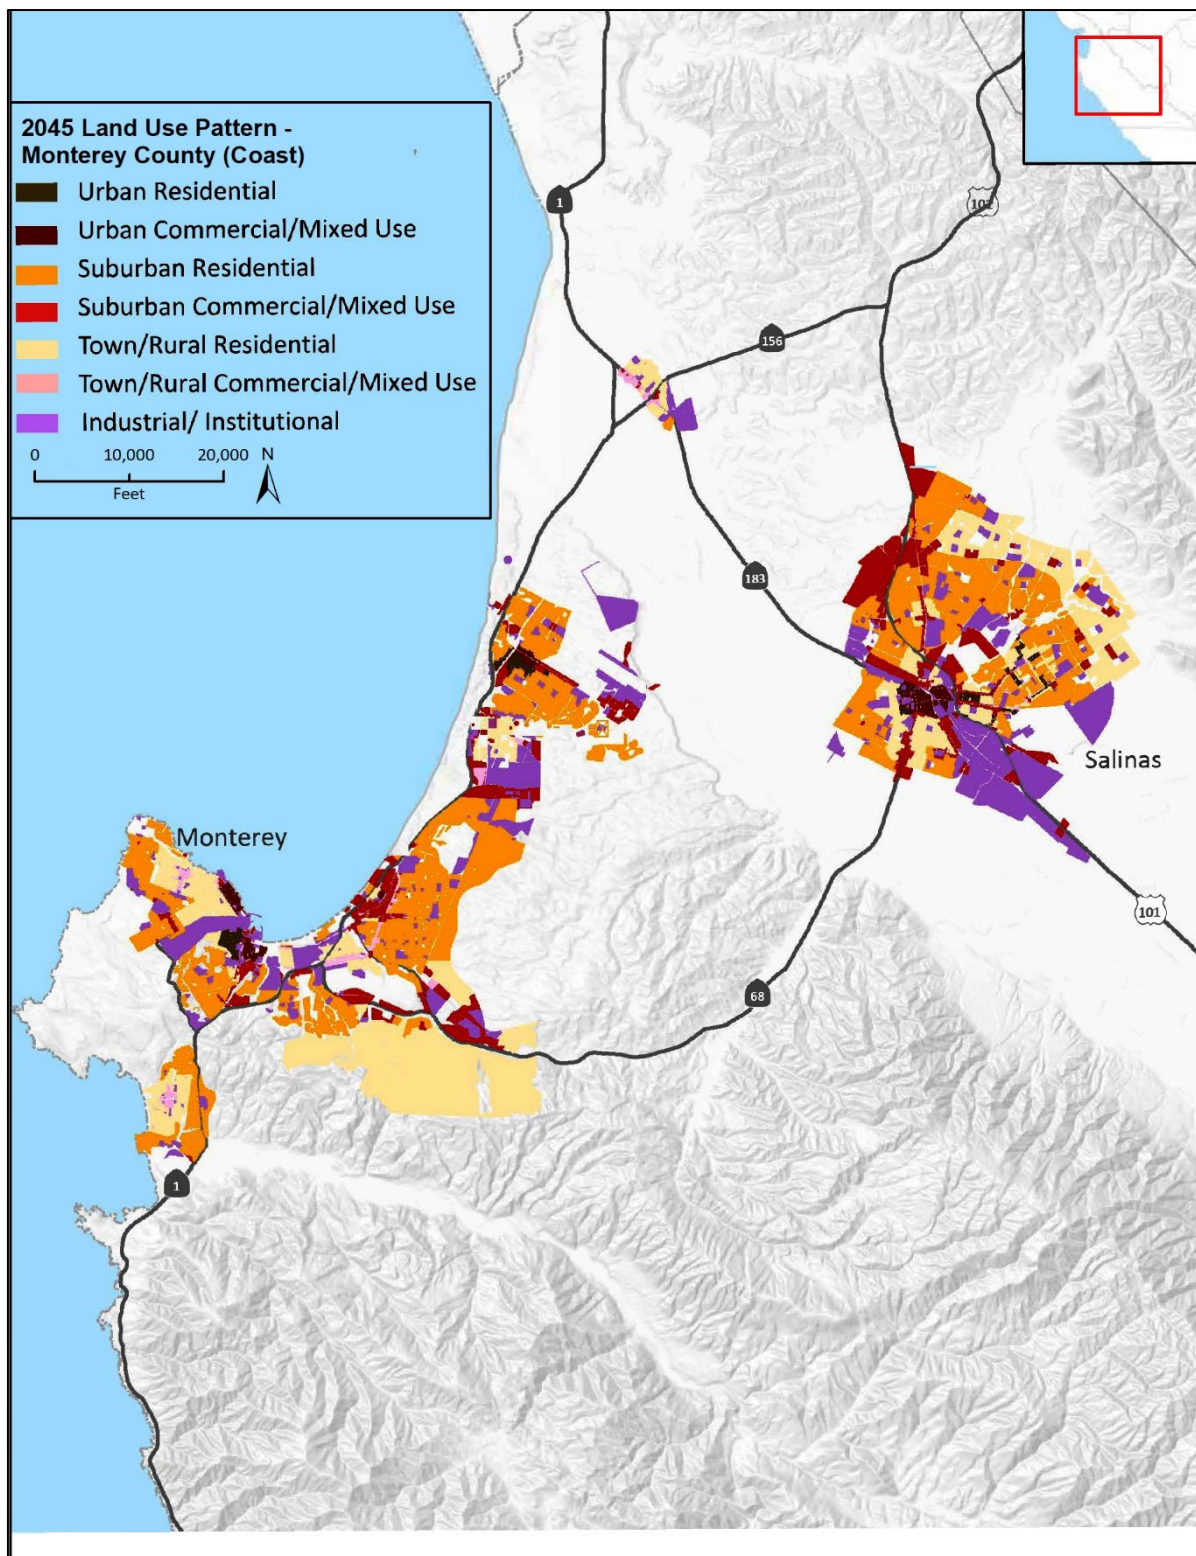 2045 Land Use Pattern -
Monterey County (Coast)
Urban Residential
Urban Commercial/Mixed Use
Suburban Residential
Suburban Commercial/Mixed Use
Town/Rural Residential
Town/Rural Commercial/Mixed Use
Industrial/ Institutional
0 10,000 20,000 N
Feet
1
101
156
183
Salinas
Monterey
101
68
1